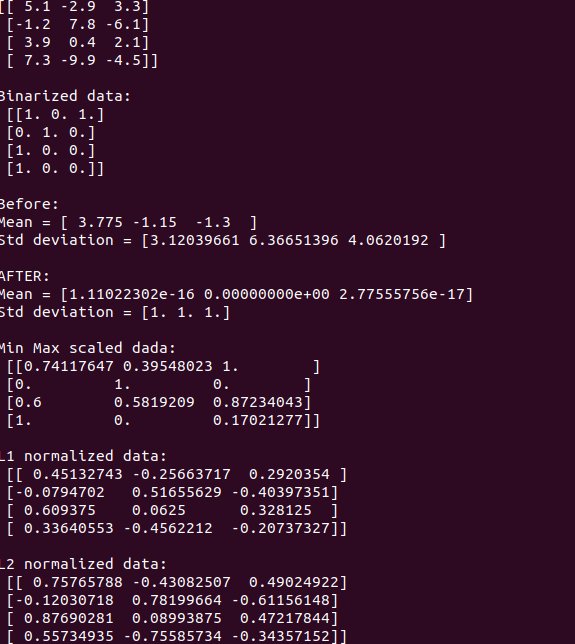 [[ 5.1 -2.9  3.3]
 [-1.2  7.8 -6.1]
 [ 3.9  0.4  2.1]
 [ 7.3 -9.9 -4.5]]

Binarized data:
 [[1. 0. 1.]
 [0. 1. 0.]
 [1. 0. 0.]
 [1. 0. 0.]]

Before:
Mean = [ 3.775 -1.15  -1.3  ]
Std deviation = [3.12039661 6.36651396 4.0620192 ]

AFTER:
Mean = [1.11022302e-16 0.00000000e+00 2.77555756e-17]
Std deviation = [1. 1. 1.]

Min Max scaled dada:
 [[0.74117647 0.39548023 1.        ]
 [0.         1.         0.        ]
 [0.6        0.5819209  0.87234043]
 [1.         0.         0.17021277]]

L1 normalized data:
 [[ 0.45132743 -0.25663717  0.2920354 ]
 [-0.0794702   0.51655629 -0.40397351]
 [ 0.609375    0.0625      0.328125  ]
 [ 0.33640553 -0.4562212  -0.20737327]]

L2 normalized data:
 [[ 0.75765788 -0.43082507  0.49024922]
 [-0.12030718  0.78199664 -0.61156148]
 [ 0.87690281  0.08993875  0.47217844]
 [ 0.55734935 -0.75585734 -0.34357152]]